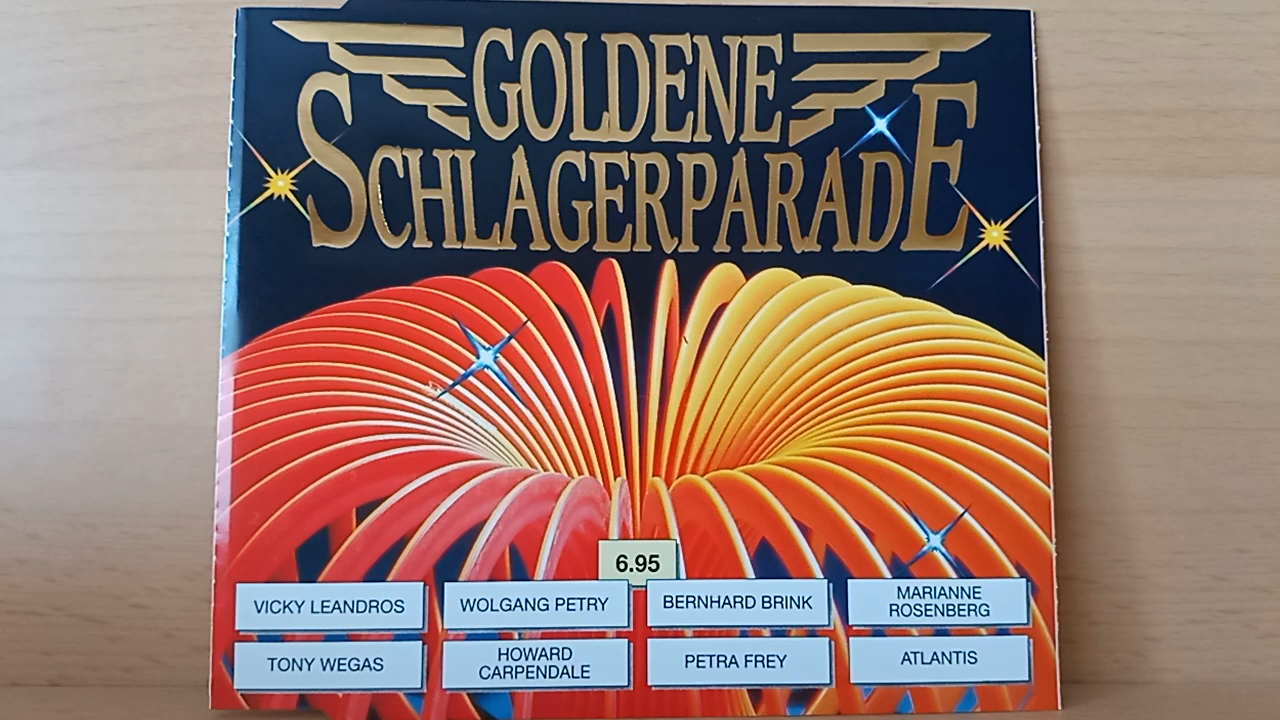 GOLDENE
SCHLAGERPARADE
6.95
VICKY LEANDROS
WOLGANG PETRY
BERNHARD BRINK
MARIANNE
ROSENBERG
TONY WEGAS
HOWARD
CARPENDALE
PETRA FREY
ATLANTIS